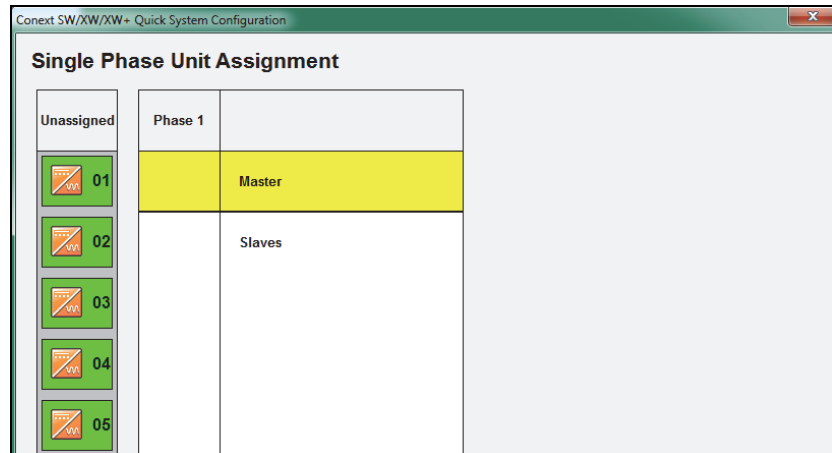 Conext SW/XW/XW+ Quick System Configuration
x
Single Phase Unit Assignment
Unassigned Phase 1
01 Master
02 Slaves
03
04
05